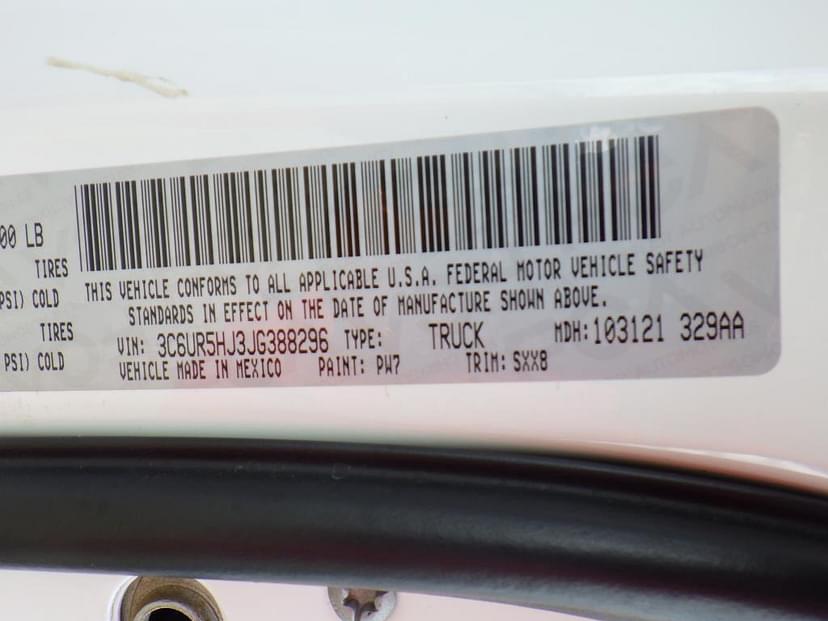 00 LB
TIRES
PSI) COLD
TIRES
PSI) COLD
THIS VEHICLE CONFORMS TO ALL APPLICABLE U.S.A. FEDERAL MOTOR VEHICLE SAFETY
STANDARDS IN EFFECT ON THE DATE OF MANUFACTURE SHOWN ABOVE.
VIN: 3C6UR5HJ3JG388296 TYPE: TRUCK MDH:103121 329AA
VEHICLE MADE IN MEXICO PAINT: PW7 TRIM: SXX8